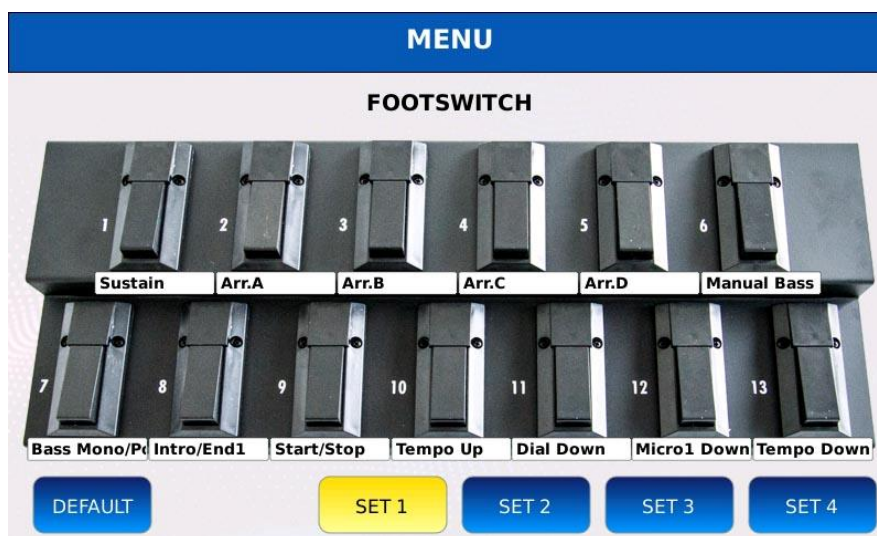 MENU
FOOTSWITCH
1 2 3 4 5 6
Sustain Arr.A Arr.B Arr.C Arr.D Manual Bass
7 8 9 10 11 12 13
Bass Mono/Po Intro/End1 Start/Stop Tempo Up Dial Down Micro1 Down Tempo Down
DEFAULT SET 1 SET 2 SET 3 SET 4